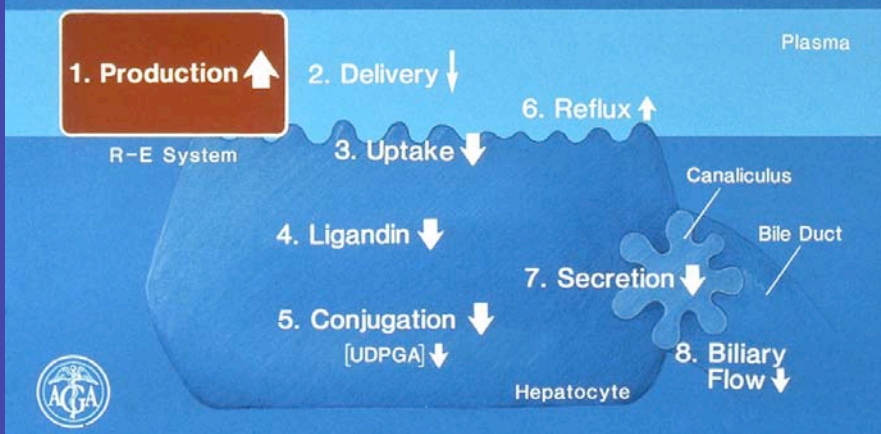 Plasma
1. Production
2. Delivery
6. Reflux
R-E System
3. Uptake
Canaliculus
4. Ligandin
Bile Duct
7. Secretion
5. Conjugation
[UDPGA]
8. Biliary
Flow
Hepatocyte
AGA